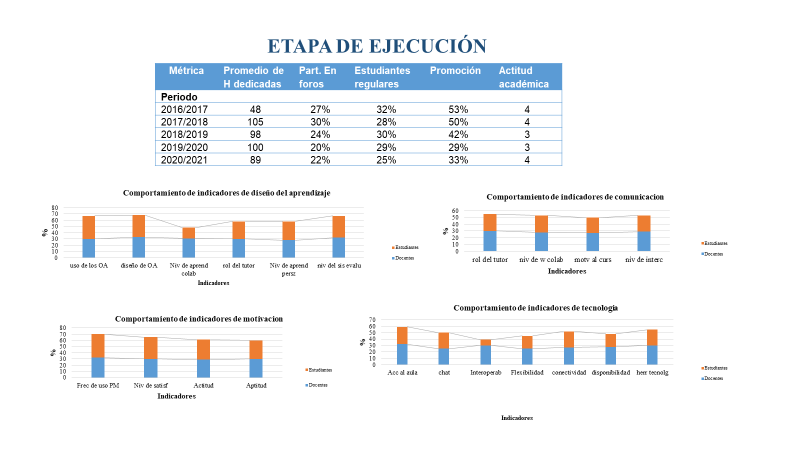 ETAPA DE EJECUCIÓN
Métrica Promedio de H dedicadas Part. En foros Estudiantes regulares Promoción Actitud académica
Periodo
2016/2017 48 27% 32% 53% 4
2017/2018 105 30% 28% 50% 4
2018/2019 98 24% 30% 42% 3
2019/2020 100 20% 29% 29% 3
2020/2021 89 22% 25% 33% 4
Comportamiento de indicadores de diseño del aprendizaje
%
80
70
60
50
40
30
20
10
0
uso de los OA diseño de OA Niv de aprend colab rol del tutor Niv de aprend persz niv del sis evalu
Indicadores
Estudiantes
Docentes
Comportamiento de indicadores de comunicacion
%
60
50
40
30
20
10
0
rol del tutor niv de w colab motv al curs niv de interc
Indicadores
Estudiantes
Docentes
Comportamiento de indicadores de motivacion
%
80
70
60
50
40
30
20
10
0
Frec de uso PM Niv de satisf Actitud Aptitud
Indicadores
Estudiantes
Docentes
Comportamiento de indicadores de tecnologia
%
70
60
50
40
30
20
10
0
Acc al aula chat Interoperab Flexibilidad conectividad disponibilidad herr tecnolg
Indicadores
Estudiantes
Docentes